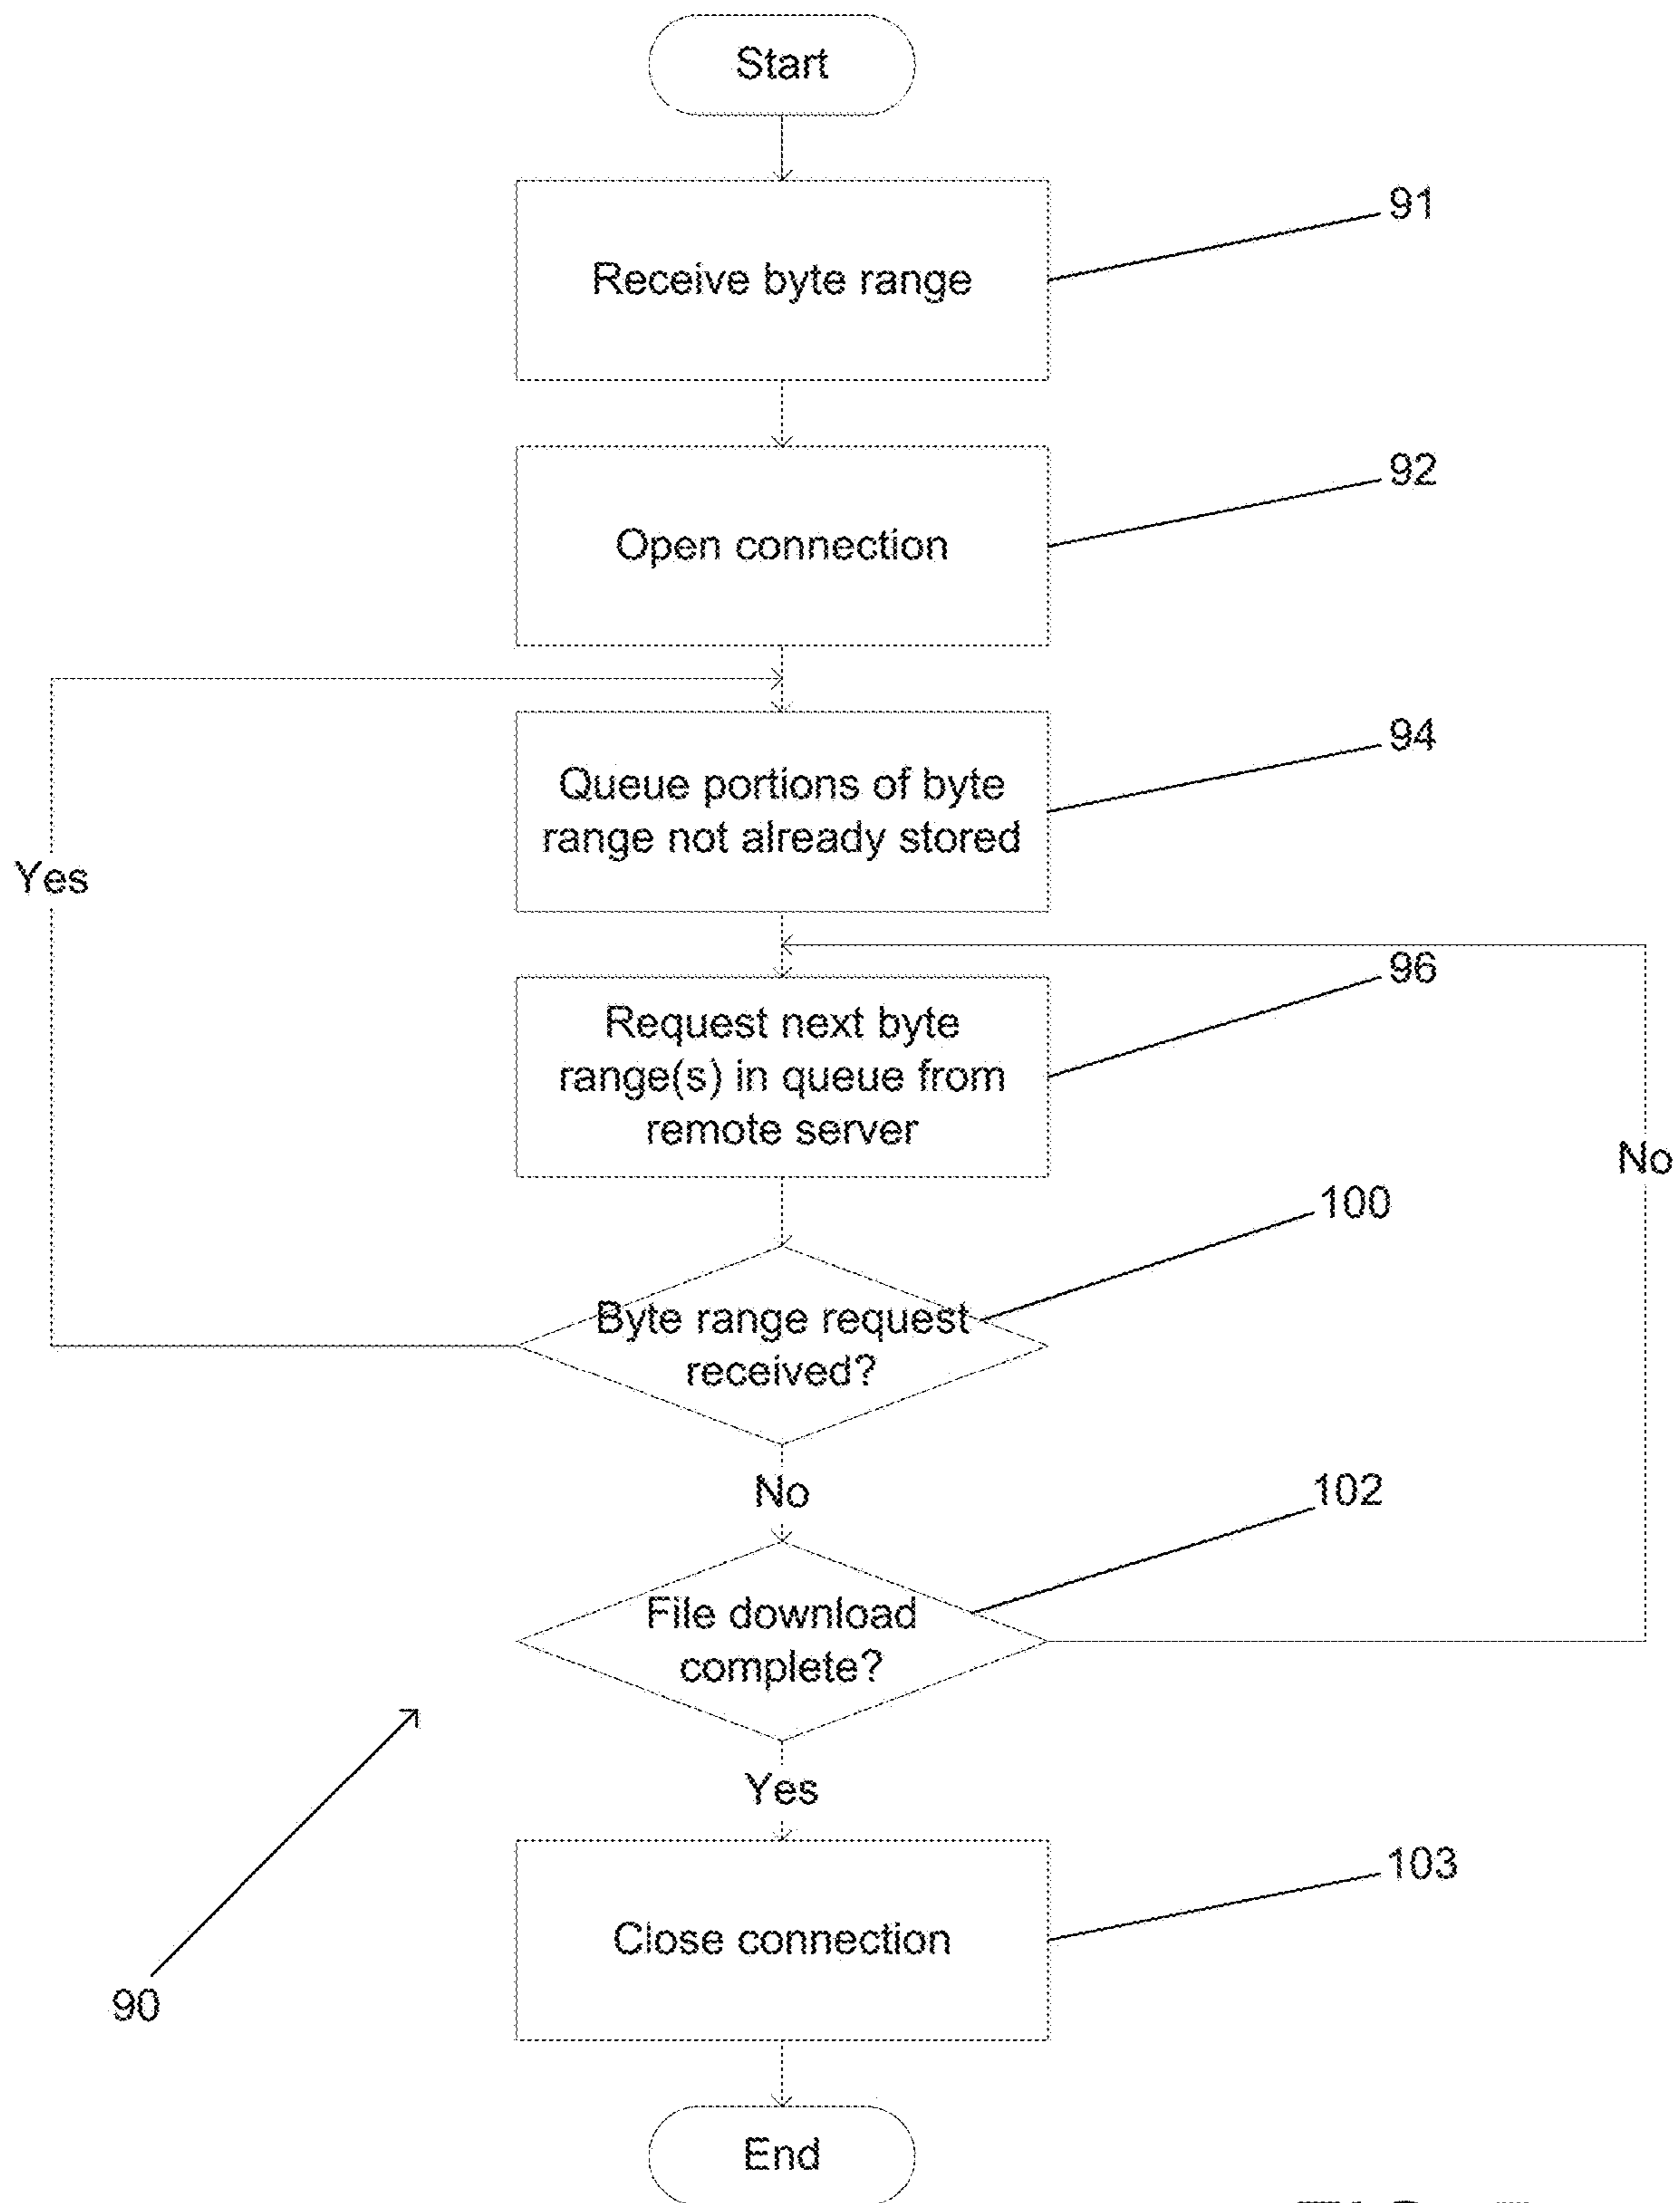 Start
91
Receive byte range
92
Open connection
94
Queue portions of byte
range not already stored
Yes
96
Request next byte
range(s) in queue from
remote server
No
100
Byte range request
received?
No
102
File download
complete?
Yes
103
Close connection
90
End